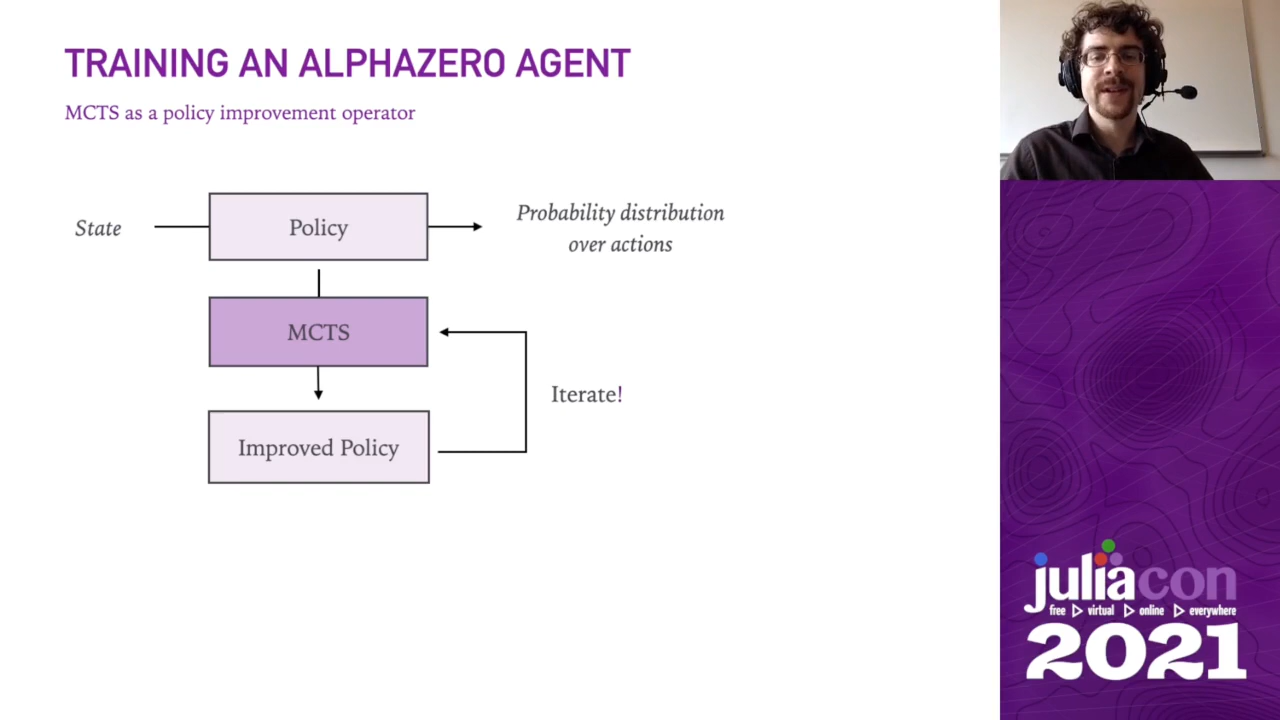 TRAINING AN ALPHAZERO AGENT
MCTS as a policy improvement operator
State
Policy
Probability distribution
over actions
MCTS
Iterate!
Improved Policy
juliacon
free ▷ virtual ▷ online ▷ everywhere
2021